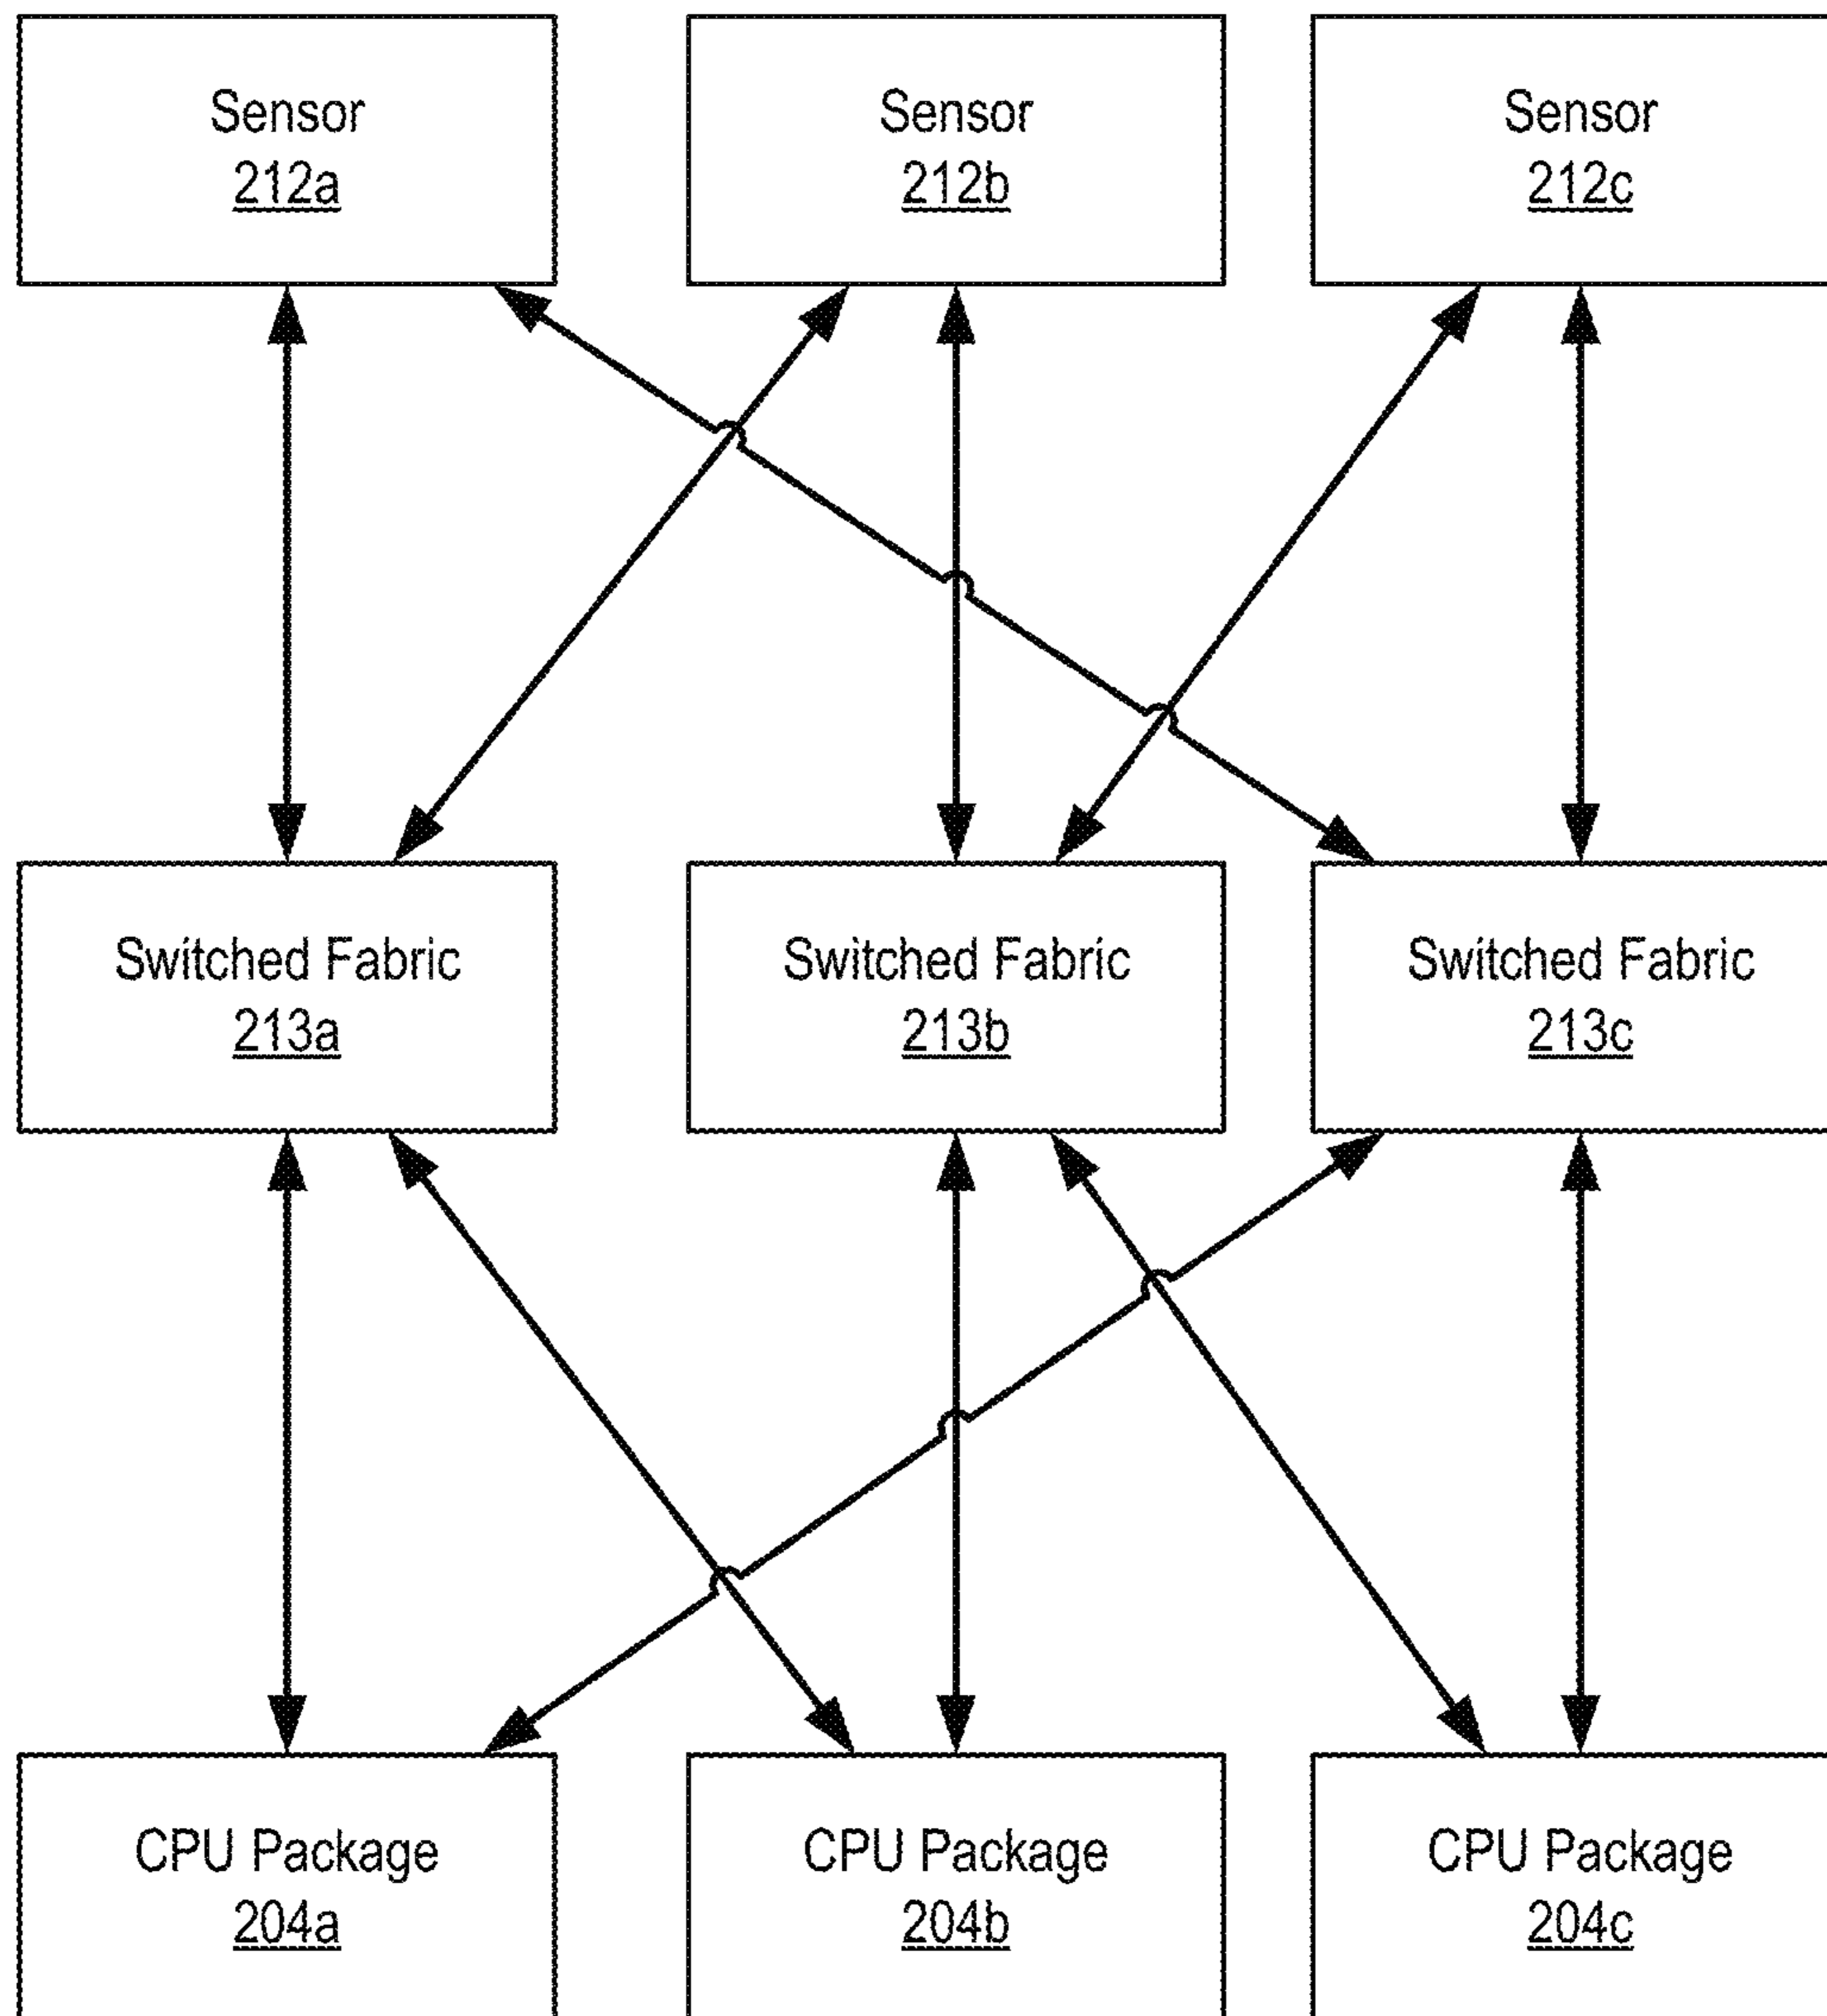 Sensor
212a
Sensor
212b
Sensor
212c
Switched Fabric
213a
Switched Fabric
213b
Switched Fabric
213c
CPU Package
204a
CPU Package
204b
CPU Package
204c